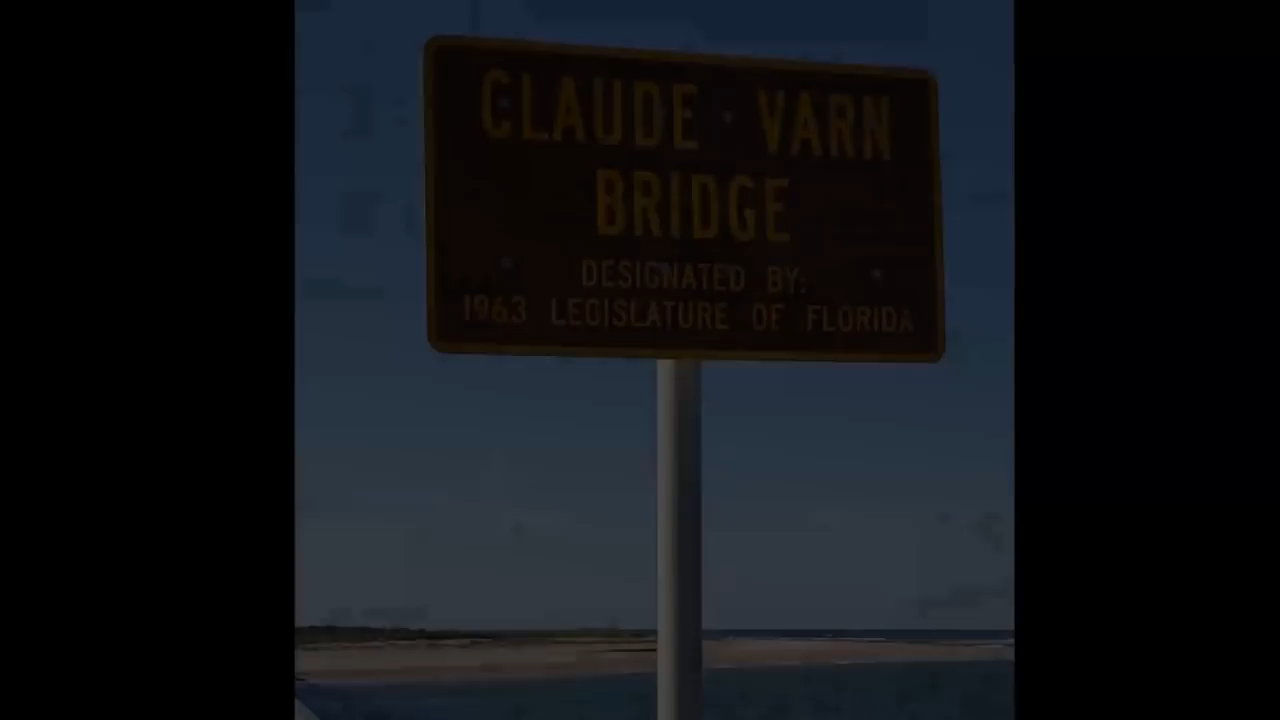 CLAUDE VARN
BRIDGE
DESIGNATED BY:
1963 LEGISLATURE OF FLORIDA